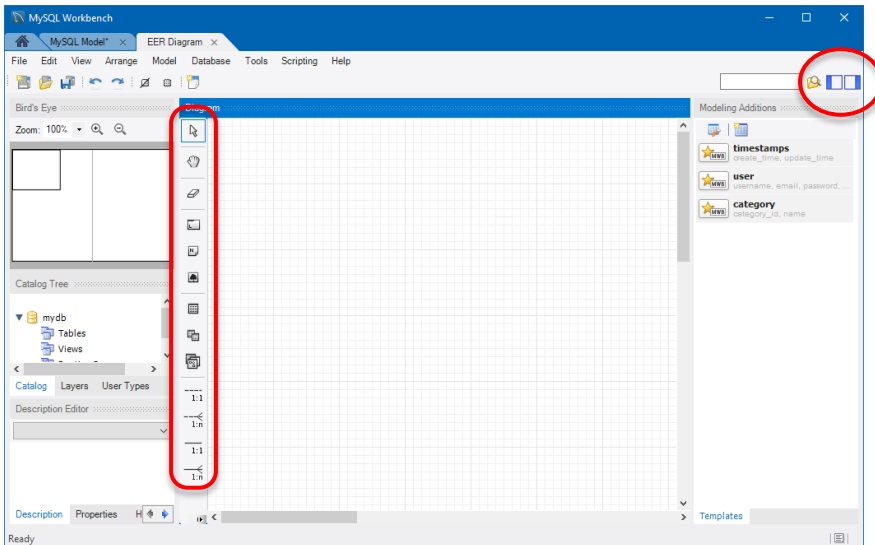 MySQL Workbench
MySQL Model* × EER Diagram ×
File Edit View Arrange Model Database Tools Scripting Help
Bird's Eye
Diagram
Modeling Additions
Zoom: 100%
timestamps
create_time, update_time
user
username, email, password, ...
category
category_id, name
Catalog Tree
mydb
Tables
Views
Catalog Layers User Types
Description Editor
1:1
1:n
1:1
1:n
Description Properties H
Templates
Ready